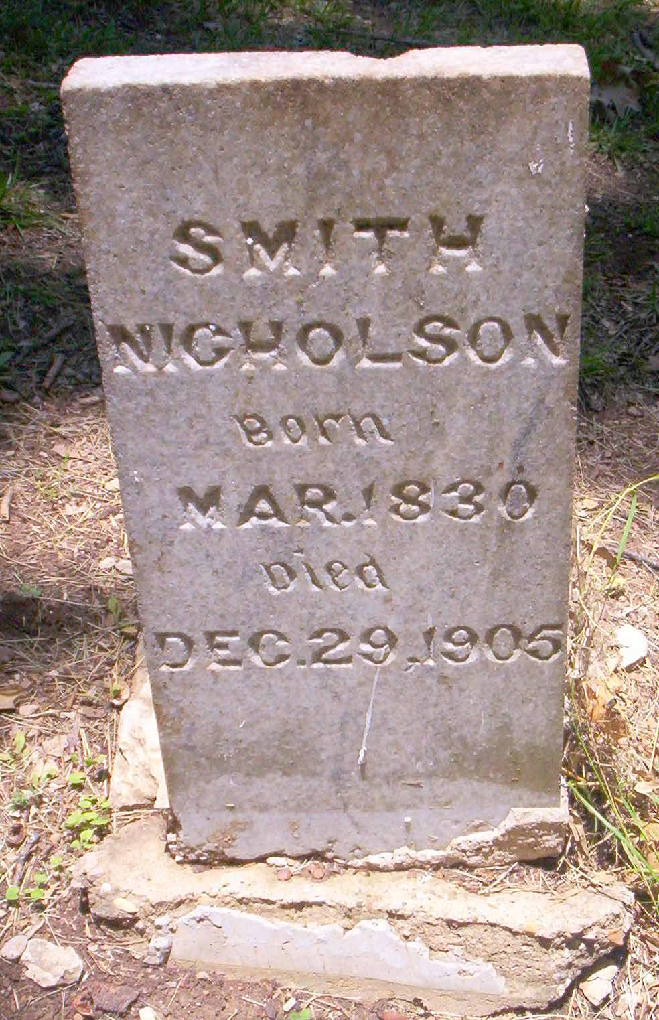 SMITH
NICHOLSON
Born
MAR. 1830
Died
DEC. 29, 1905